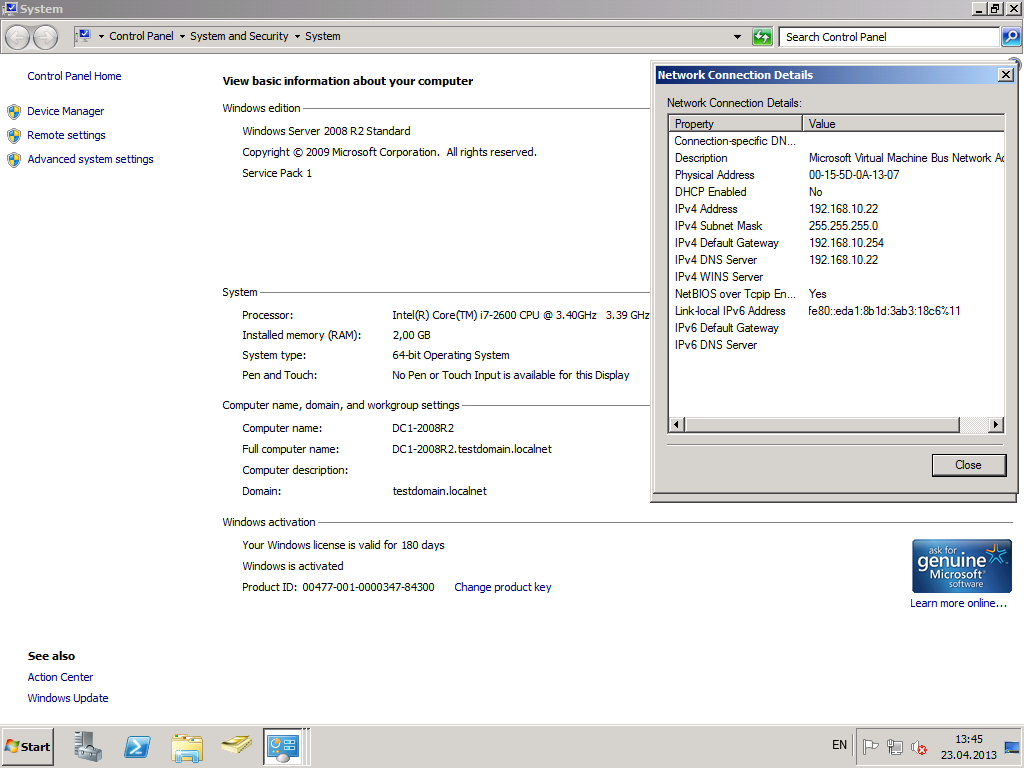 System
Control Panel System and Security System
Search Control Panel
Control Panel Home
Device Manager
Remote settings
Advanced system settings
View basic information about your computer
Windows edition
Windows Server 2008 R2 Standard
Copyright © 2009 Microsoft Corporation. All rights reserved.
Service Pack 1
System
Processor: Intel(R) Core(TM) i7-2600 CPU @ 3.40GHz 3.39 GHz
Installed memory (RAM): 2,00 GB
System type: 64-bit Operating System
Pen and Touch: No Pen or Touch Input is available for this Display
Computer name, domain, and workgroup settings
Computer name: DC1-2008R2
Full computer name: DC1-2008R2.testdomain.localnet
Computer description:
Domain: testdomain.localnet
Windows activation
Your Windows license is valid for 180 days
Windows is activated
Product ID: 00477-001-0000347-84300 Change product key
ask for
genuine
Microsoft®
software
Learn more online...
See also
Action Center
Windows Update
Network Connection Details
Network Connection Details:
Property Value
Connection-specific DN...
Description Microsoft Virtual Machine Bus Network Ac
Physical Address 00-15-5D-0A-13-07
DHCP Enabled No
IPv4 Address 192.168.10.22
IPv4 Subnet Mask 255.255.255.0
IPv4 Default Gateway 192.168.10.254
IPv4 DNS Server 192.168.10.22
IPv4 WINS Server
NetBIOS over Tcpip En... Yes
Link-local IPv6 Address fe80::eda1:8b1d:3ab3:18c6%11
IPv6 Default Gateway
IPv6 DNS Server
Close
Start
EN
13:45
23.04.2013